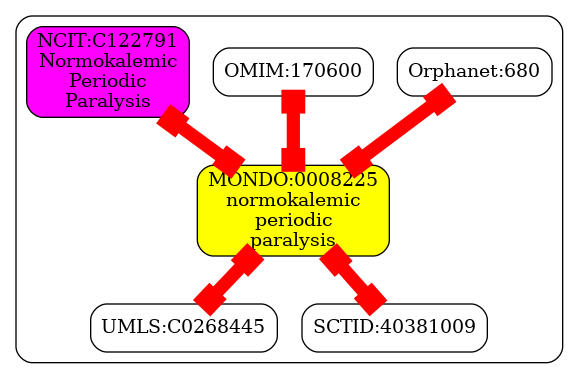 NCIT:C122791
Normokalemic
Periodic
Paralysis
OMIM:170600
Orphanet:680
MONDO:0008225
normokalemic
periodic
paralysis
UMLS:C0268445
SCTID:40381009